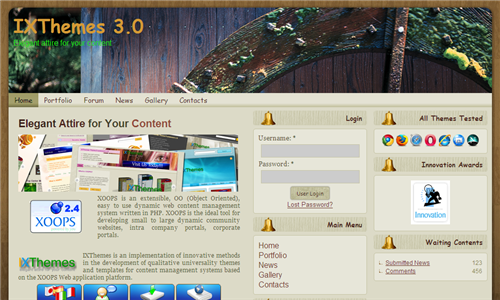 IXThemes 3.0
Elegant attire for your content
Home Portfolio Forum News Gallery Contacts
Elegant Attire for Your Content
XOOPS 2.4
XOOPS is an extensible, OO (Object Oriented),
easy to use dynamic web content management
system written in PHP. XOOPS is the ideal tool for
developing small to large dynamic community
websites, intra company portals, corporate
portals.
IXThemes
IXThemes is an implementation of innovative methods
in the development of qualitative universality themes
and templates for content management systems based
on the XOOPS Web application platform.
Login
Username: *
Password: *
User Login
Lost Password?
Main Menu
Home
Portfolio
News
Gallery
Contacts
All Themes Tested
Innovation Awards
Innovation
Waiting Contents
Submitted News 23
Comments 456